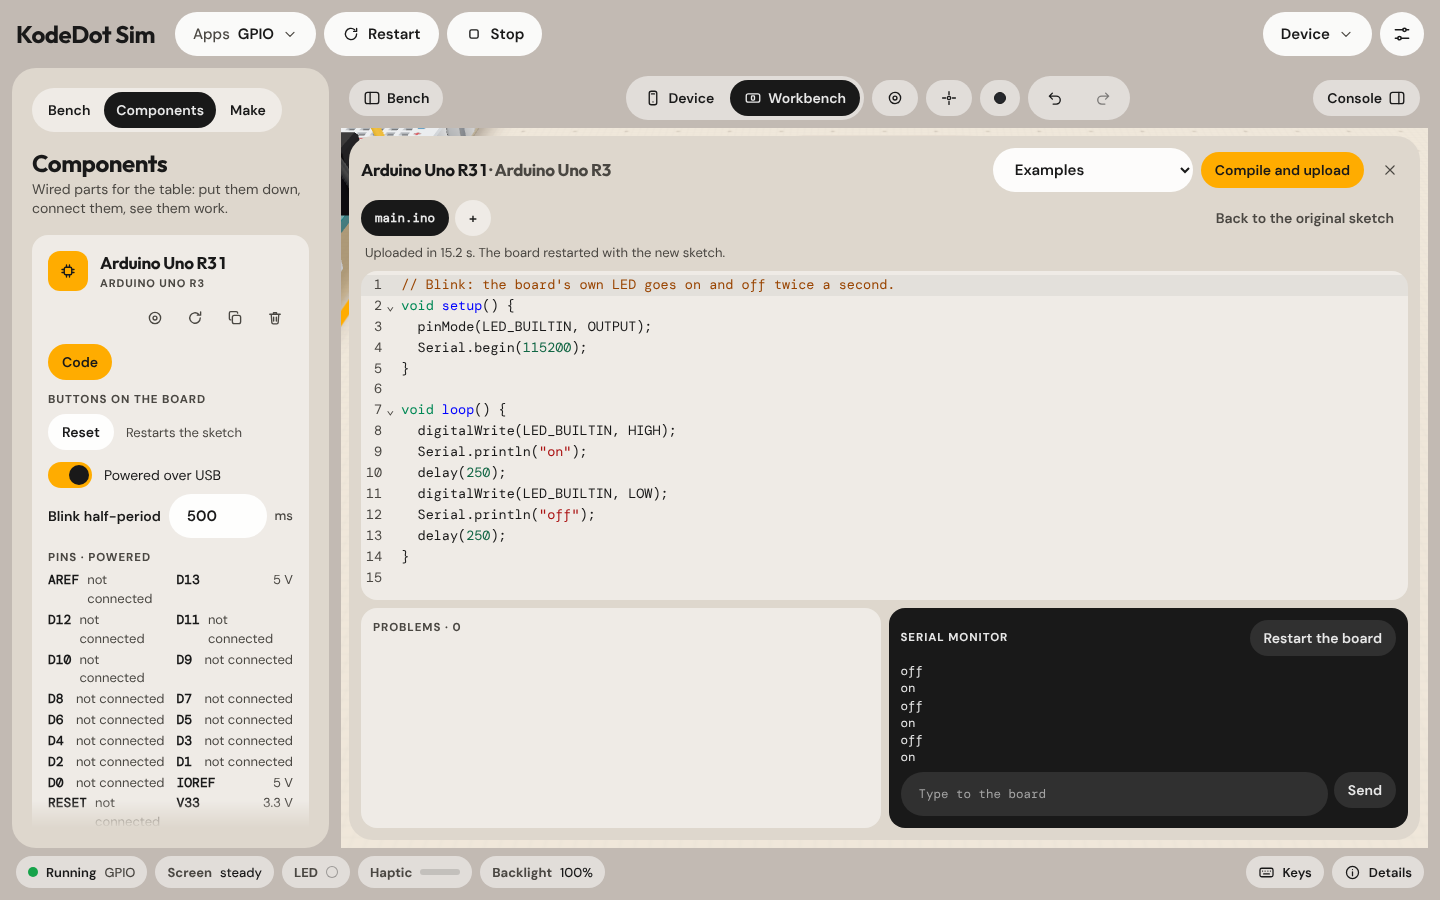 KodeDot Sim
Apps GPIO
Restart
Stop
Device
Bench
Components
Make
Components
Wired parts for the table: put them down,
connect them, see them work.
Arduino Uno R3 1
ARDUINO UNO R3
Code
BUTTONS ON THE BOARD
Reset
Restarts the sketch
Powered over USB
Blink half-period 500 ms
PINS · POWERED
AREF not connected D13 5 V
D12 not connected D11 not connected
D10 not connected D9 not connected
D8 not connected D7 not connected
D6 not connected D5 not connected
D4 not connected D3 not connected
D2 not connected D1 not connected
D0 not connected IOREF 5 V
RESET not connected V33 3.3 V
Bench
Device
Workbench
Console
Arduino Uno R3 1 · Arduino Uno R3
Examples
Compile and upload
main.ino
+
Back to the original sketch
Uploaded in 15.2 s. The board restarted with the new sketch.
1 // Blink: the board's own LED goes on and off twice a second.
2 void setup() {
3 pinMode(LED_BUILTIN, OUTPUT);
4 Serial.begin(115200);
5 }
6
7 void loop() {
8 digitalWrite(LED_BUILTIN, HIGH);
9 Serial.println("on");
10 delay(250);
11 digitalWrite(LED_BUILTIN, LOW);
12 Serial.println("off");
13 delay(250);
14 }
15
PROBLEMS · 0
SERIAL MONITOR
Restart the board
off
on
off
on
off
on
Type to the board
Send
Running GPIO
Screen steady
LED
Haptic
Backlight 100%
Keys
Details